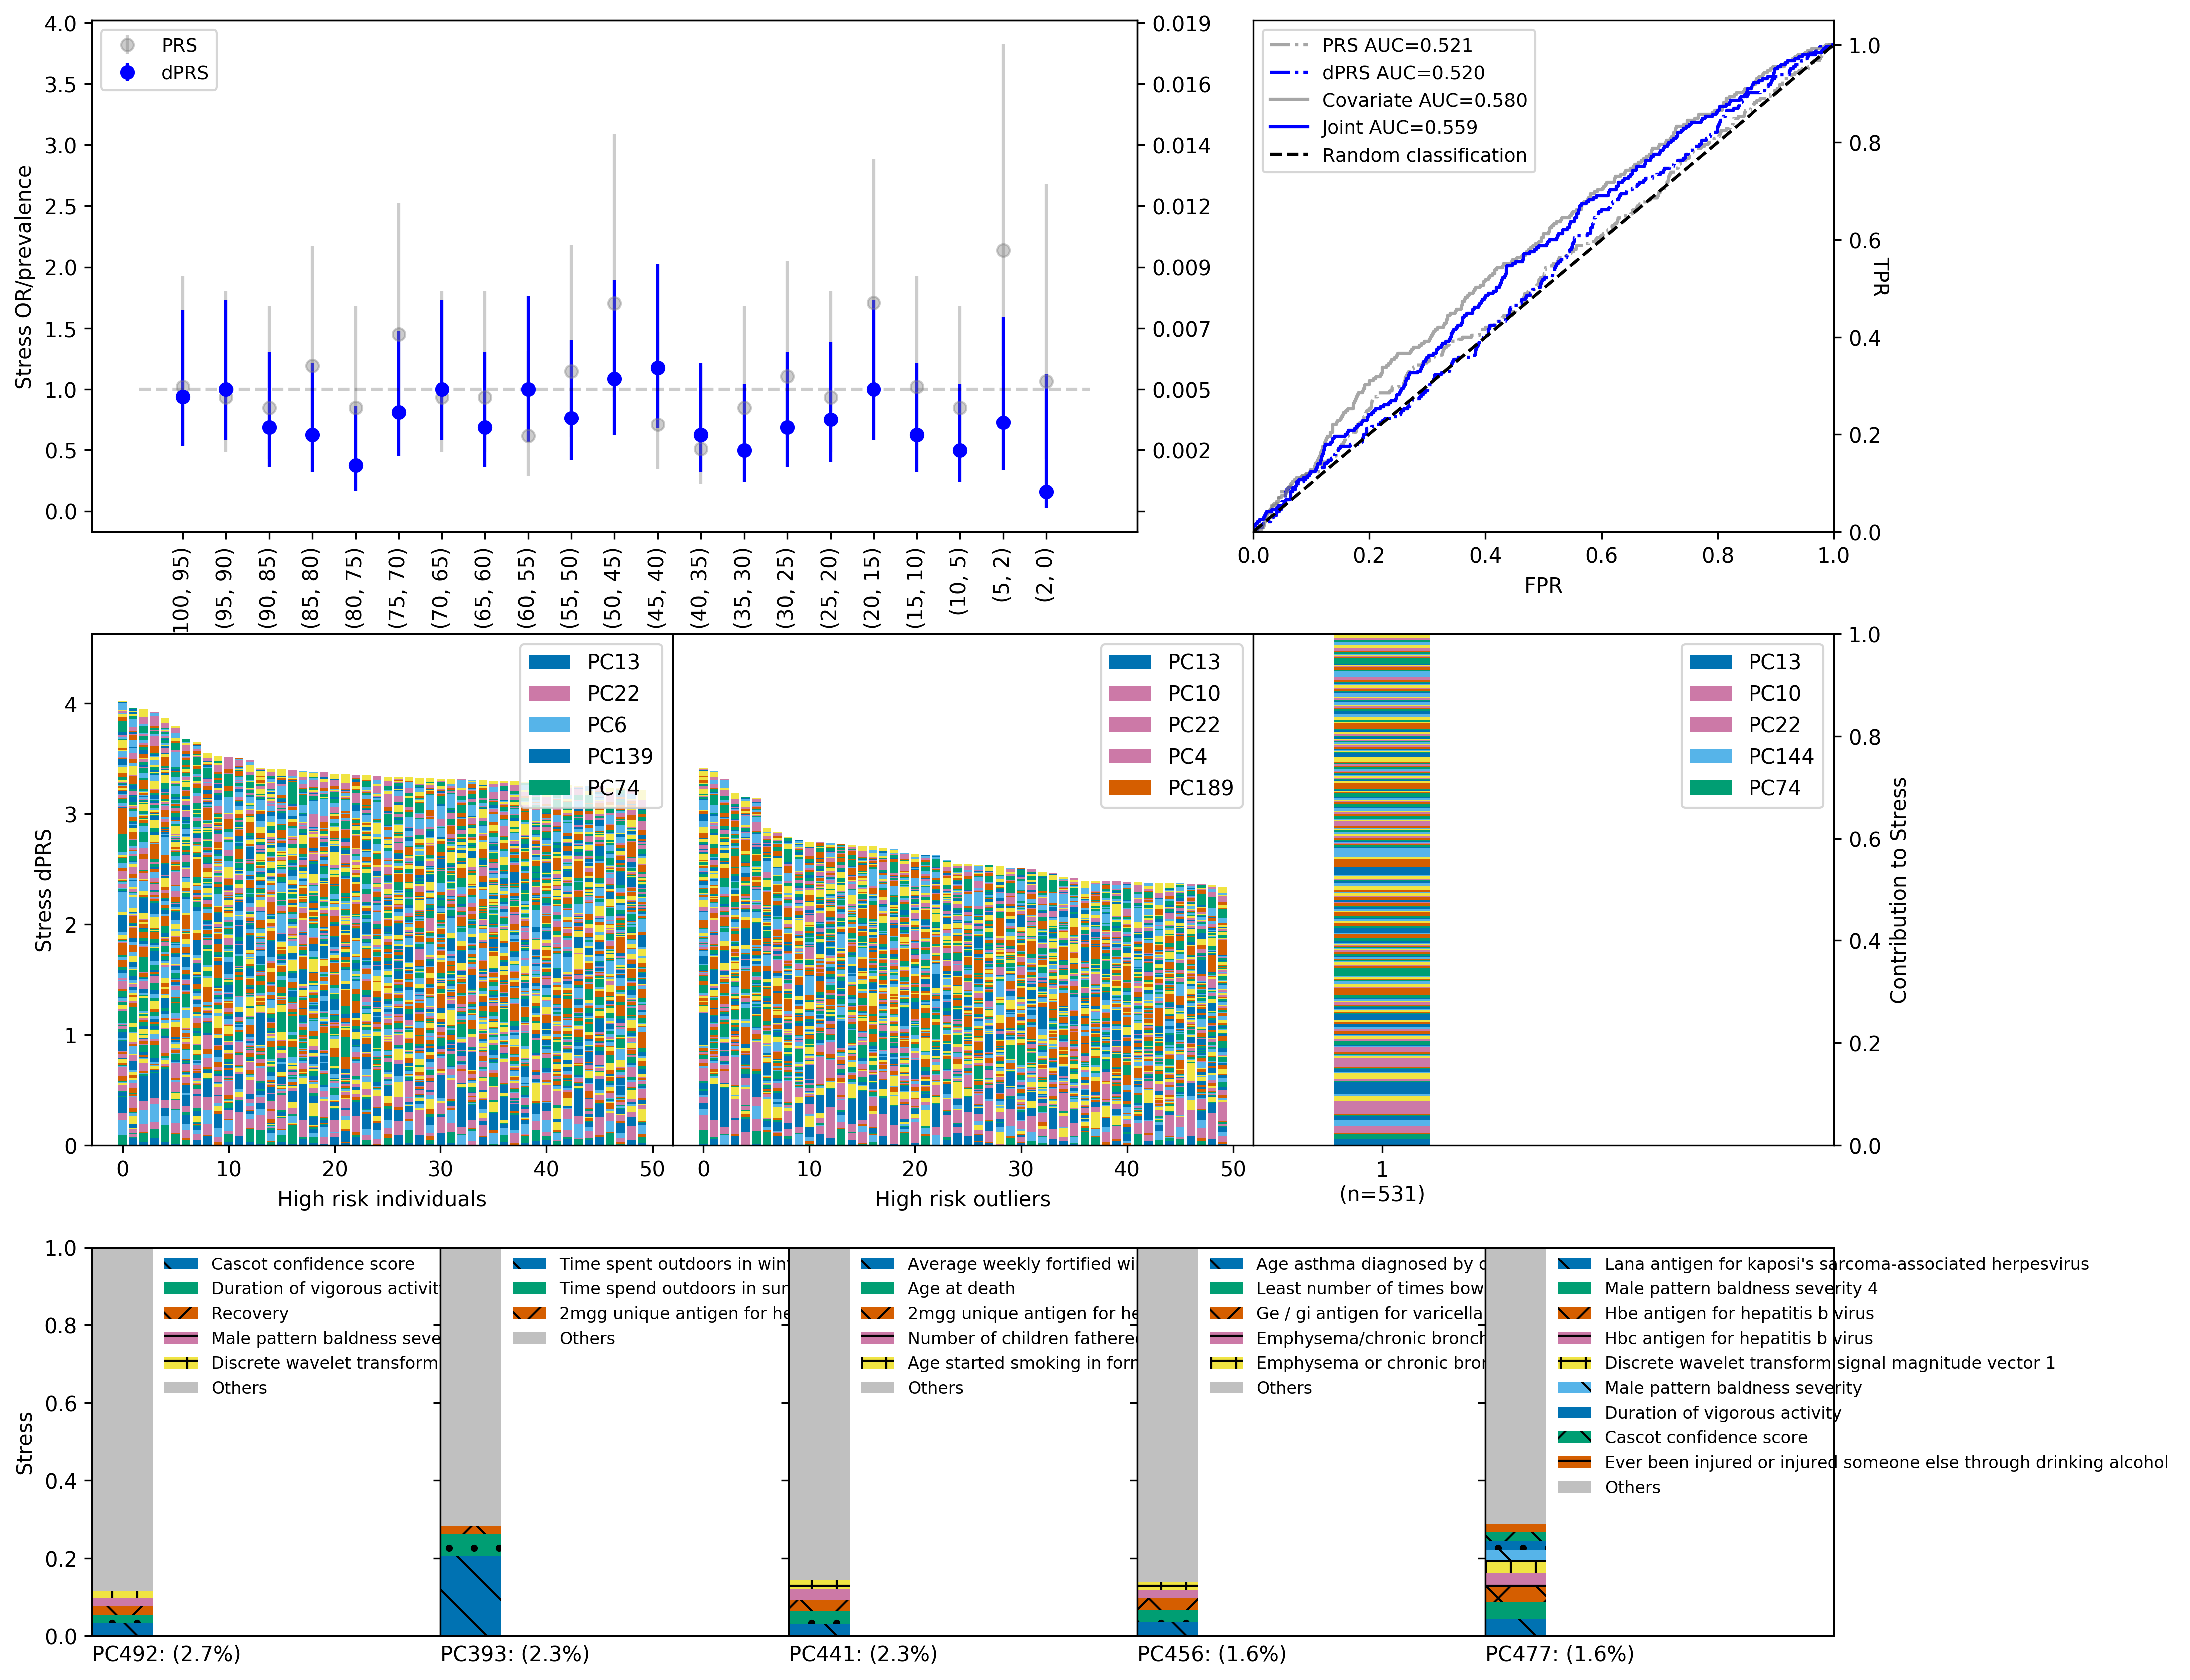 4.0
3.5
3.0
2.5
2.0
1.5
1.0
0.5
0.0
Stress OR/prevalence
PRS
dPRS
0.019
0.016
0.014
0.012
0.009
0.007
0.005
0.002
100, 95)
(95, 90)
(90, 85)
(85, 80)
(80, 75)
(75, 70)
(70, 65)
(65, 60)
(60, 55)
(55, 50)
(50, 45)
(45, 40)
(40, 35)
(35, 30)
(30, 25)
(25, 20)
(20, 15)
(15, 10)
(10, 5)
(5, 2)
(2, 0)
PRS AUC=0.521
dPRS AUC=0.520
Covariate AUC=0.580
Joint AUC=0.559
Random classification
1.0
0.8
0.6
0.4
0.2
0.0
TPR
0.0 0.2 0.4 0.6 0.8 1.0
FPR
4
3
2
1
0
Stress dPRS
PC13
PC22
PC6
PC139
PC74
0 10 20 30 40 50
High risk individuals
PC13
PC10
PC22
PC4
PC189
0 10 20 30 40 50
High risk outliers
PC13
PC10
PC22
PC144
PC74
1
(n=531)
1.0
0.8
0.6
0.4
0.2
0.0
Contribution to Stress
1.0
0.8
0.6
0.4
0.2
0.0
Stress
Cascot confidence score
Duration of vigorous activit
Recovery
Male pattern baldness seve
Discrete wavelet transform
Others
PC492: (2.7%)
Time spent outdoors in win
Time spend outdoors in sum
2mgg unique antigen for he
Others
PC393: (2.3%)
Average weekly fortified wi
Age at death
2mgg unique antigen for he
Number of children fathered
Age started smoking in form
Others
PC441: (2.3%)
Age asthma diagnosed by d
Least number of times bow
Ge / gi antigen for varicella
Emphysema/chronic bronch
Emphysema or chronic bron
Others
PC456: (1.6%)
Lana antigen for kaposi's sarcoma-associated herpesvirus
Male pattern baldness severity 4
Hbe antigen for hepatitis b virus
Hbc antigen for hepatitis b virus
Discrete wavelet transform signal magnitude vector 1
Male pattern baldness severity
Duration of vigorous activity
Cascot confidence score
Ever been injured or injured someone else through drinking alcohol
Others
PC477: (1.6%)